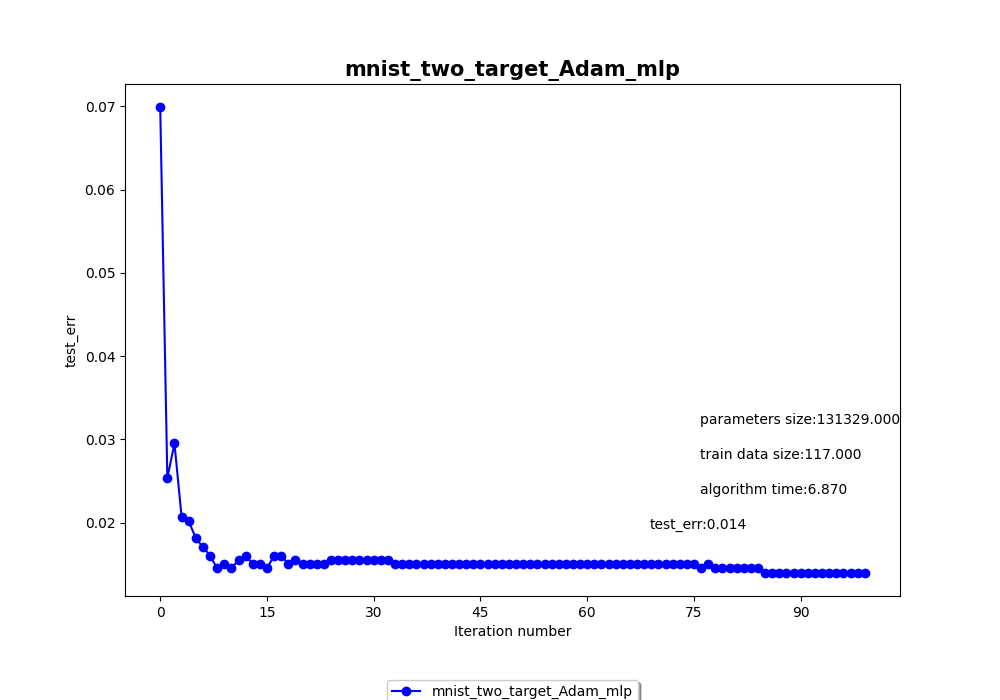 mnist_two_target_Adam_mlp
0.07
0.06
0.05
0.04
0.03
0.02
test_err
parameters size:131329.000
train data size:117.000
algorithm time:6.870
test_err:0.014
0 15 30 45 60 75 90
Iteration number
mnist_two_target_Adam_mlp